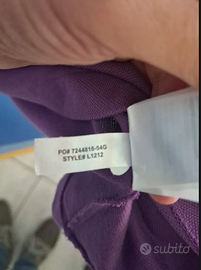 PO# 7244816-54G
STYLE# L1212
subito